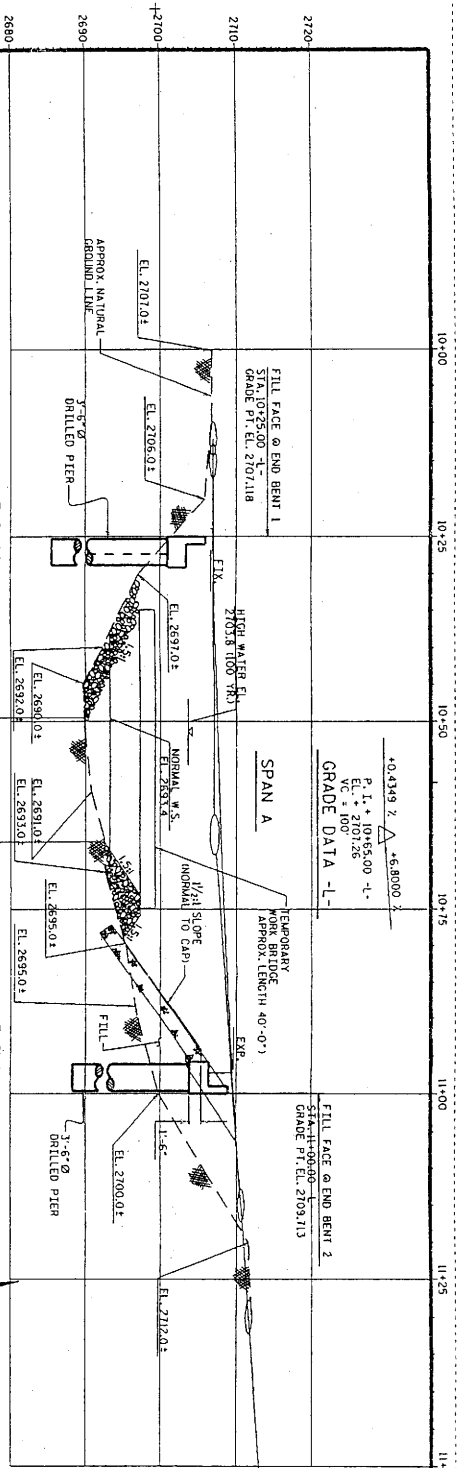 10+00
10+25
10+50
10+75
11+00
11+25
11+
2720
2710
2700
2690
2680
+0.4349 %
+6.8000 %
P.I. + 10+65.00 -L-
EL. + 2707.26
VC = 100'
GRADE DATA -L-
FILL FACE @ END BENT 1
STA. 10+25.00 -L-
GRADE PT. EL. 2707.118
FILL FACE @ END BENT 2
STA. 11+00.00 -L-
GRADE PT. EL. 2709.713
SPAN A
HIGH WATER EL.
2703.8 (100 YR.)
FIX.
EXP.
TEMPORARY
WORK BRIDGE
APPROX. LENGTH 40'-0")
EL. 2707.0±
EL. 2706.0±
APPROX. NATURAL
GROUND LINE
3'-6" Ø
DRILLED PIER
EL. 2697.0±
1.5:1
NORMAL W.S.
EL. 2693.4
1½:1 SLOPE
(NORMAL TO CAP)
1.5:1
EL. 2690.0±
EL. 2692.0±
EL. 2691.0±
EL. 2693.0±
EL. 2695.0±
EL. 2695.0±
FILL
1'-6"
EL. 2700.0±
EL. 2712.0±
3'-6" Ø
DRILLED PIER